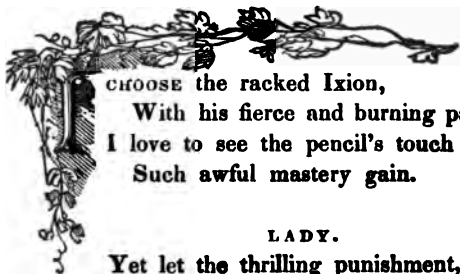 I CHOOSE the racked Ixion,
With his fierce and burning
I love to see the pencil's touch
Such awful mastery gain.
LADY.
Yet let the thrilling punishment,